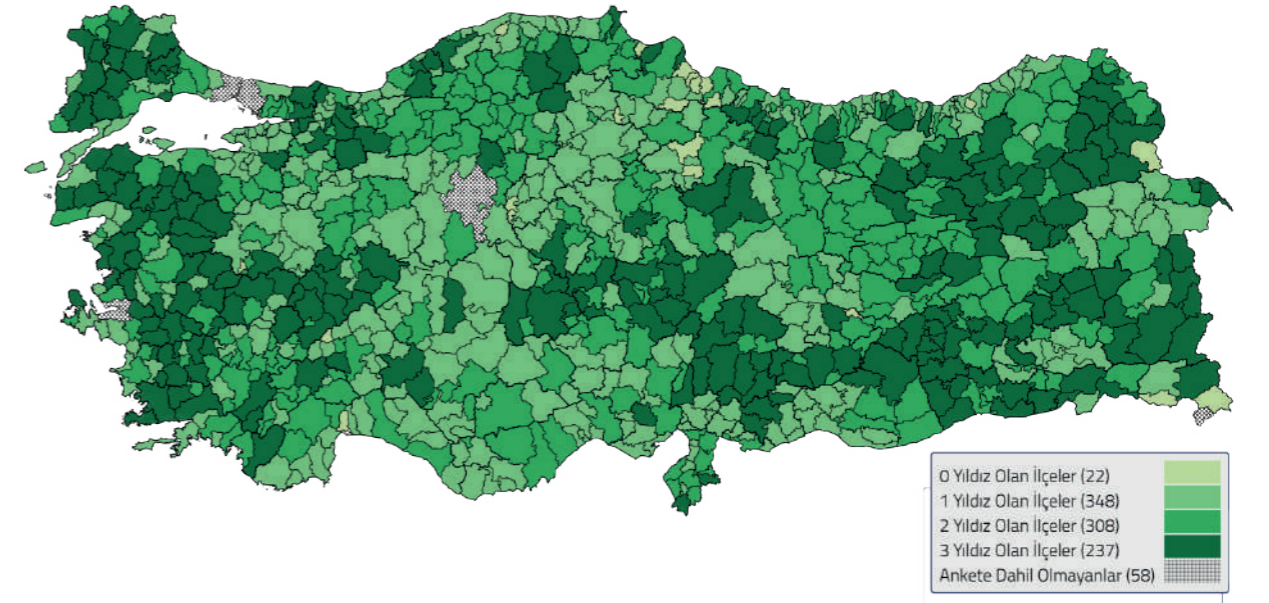 0 Yıldız Olan İlçeler (22)
1 Yıldız Olan İlçeler (348)
2 Yıldız Olan İlçeler (308)
3 Yıldız Olan İlçeler (237)
Ankete Dahil Olmayanlar (58)